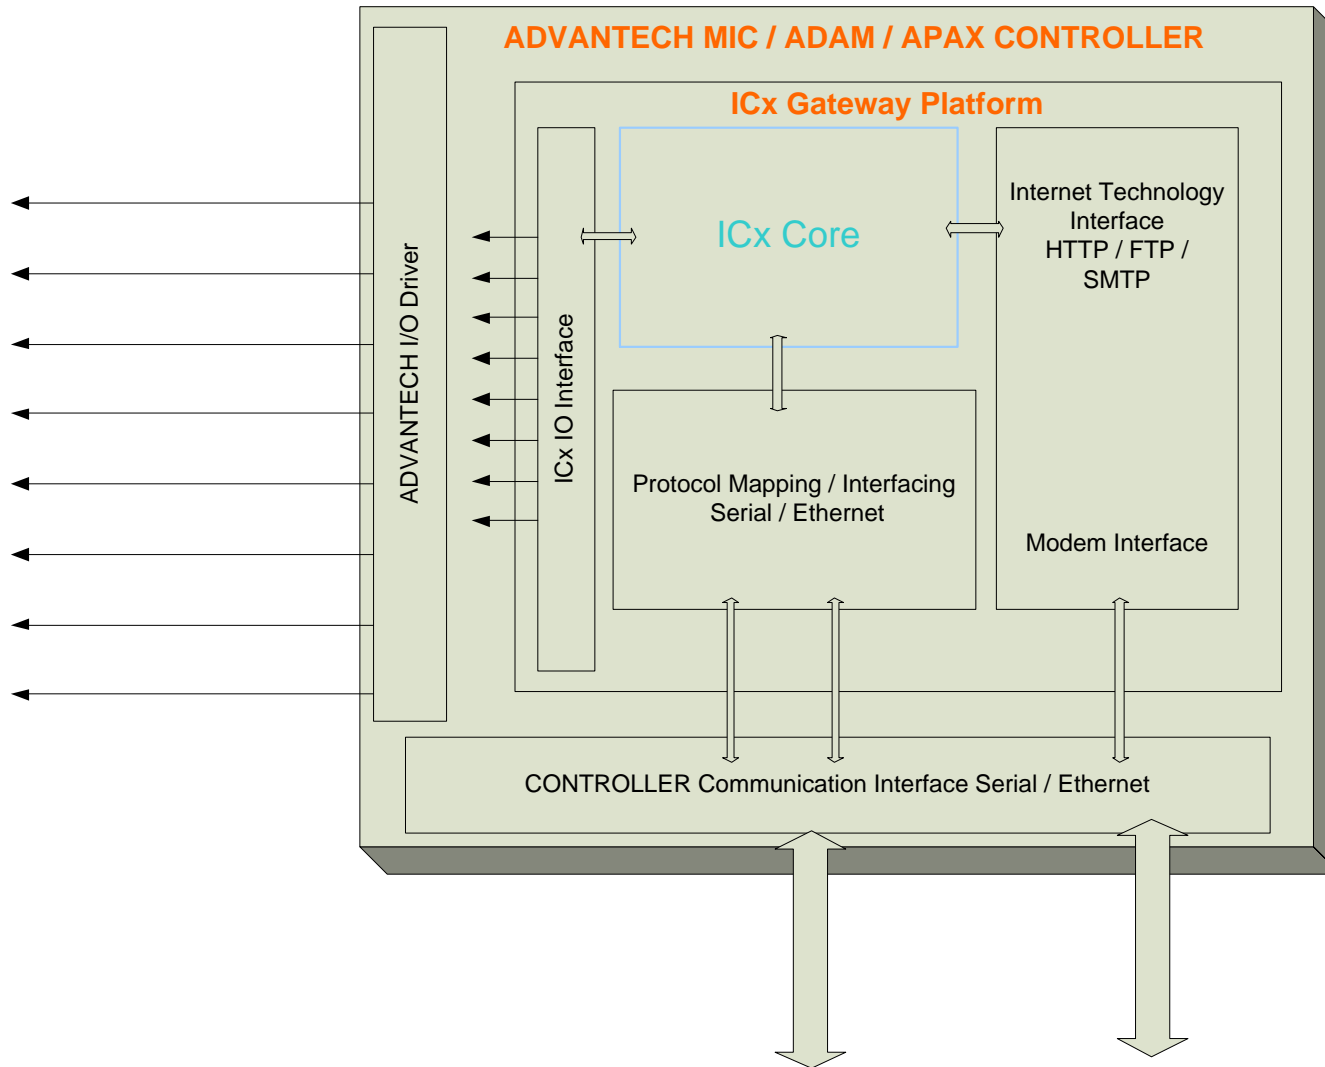 ADVANTECH MIC / ADAM / APAX CONTROLLER
ICx Gateway Platform
ADVANTECH I/O Driver
ICx IO Interface
ICx Core
Internet Technology
Interface
HTTP / FTP /
SMTP
Protocol Mapping / Interfacing
Serial / Ethernet
Modem Interface
CONTROLLER Communication Interface Serial / Ethernet